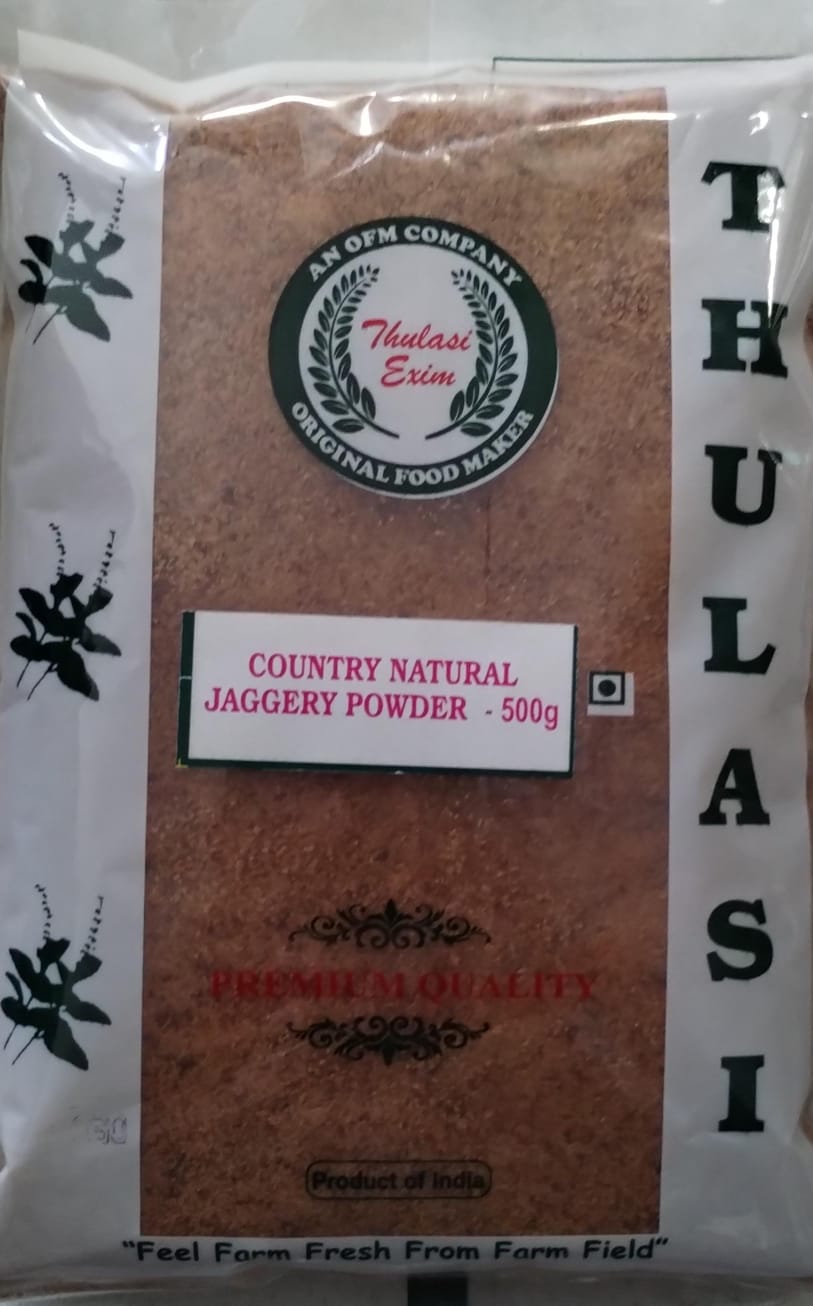 AN OFM COMPANY
Thulasi
Exim
ORIGINAL FOOD MAKER
THULASI
COUNTRY NATURAL
JAGGERY POWDER - 500g
PREMIUM QUALITY
Product of India
"Feel Farm Fresh From Farm Field"